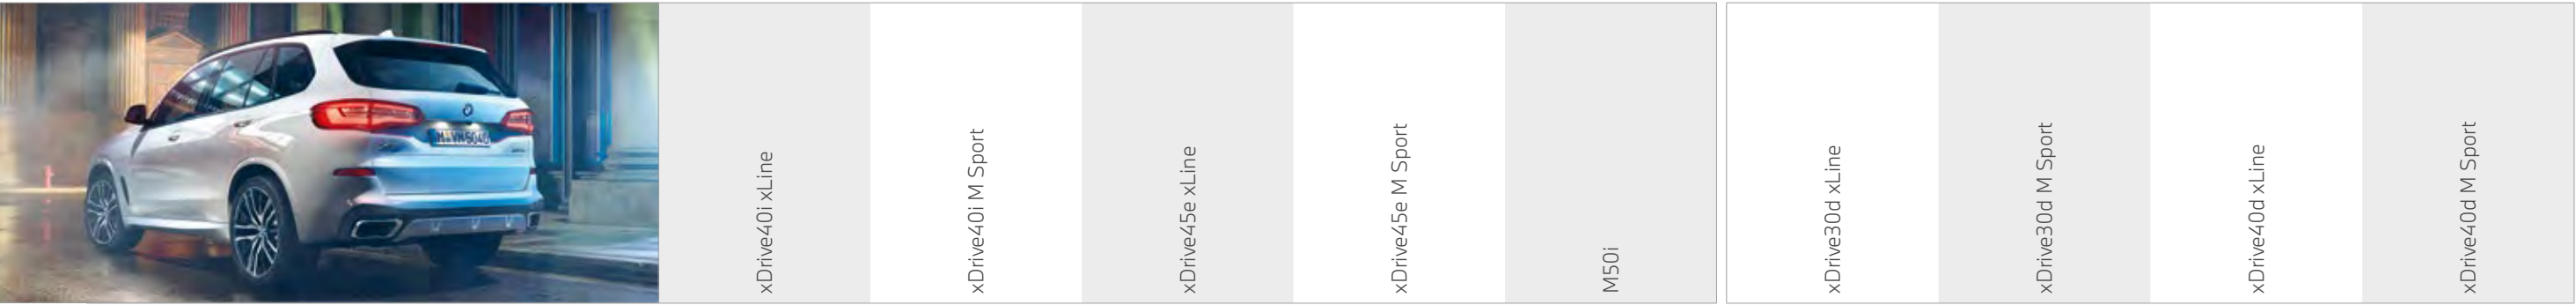 xDrive40i xLine
xDrive40i M Sport
xDrive45e xLine
xDrive45e M Sport
M50i
xDrive30d xLine
xDrive30d M Sport
xDrive40d xLine
xDrive40d M Sport